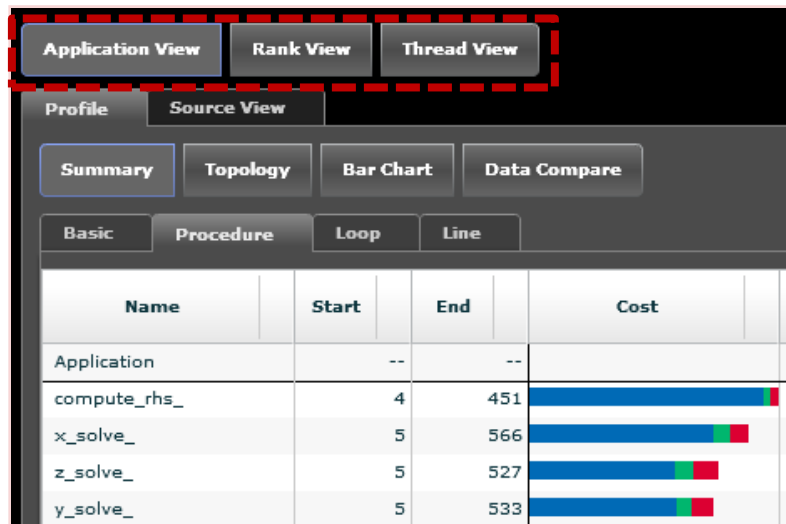 Application View Rank View Thread View
Profile Source View
Summary Topology Bar Chart Data Compare
Basic Procedure Loop Line
Name Start End Cost
Application -- --
compute_rhs_ 4 451
x_solve_ 5 566
z_solve_ 5 527
y_solve_ 5 533